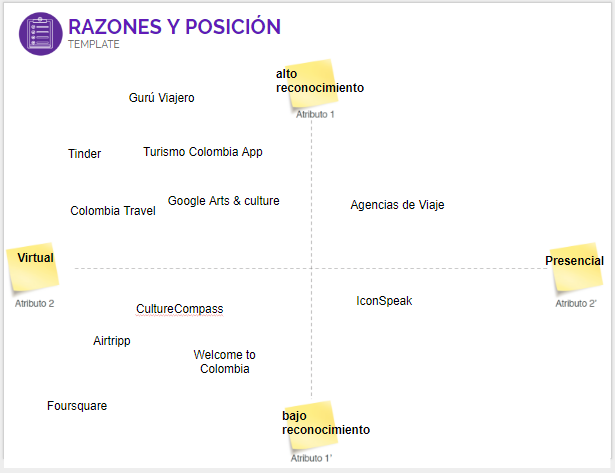 RAZONES Y POSICIÓN
TEMPLATE
alto
reconocimiento
Atributo 1
Gurú Viajero
Tinder
Turismo Colombia App
Colombia Travel
Google Arts & culture
Agencias de Viaje
Virtual
Atributo 2
Presencial
Atributo 2'
CultureCompass
IconSpeak
Airtripp
Welcome to
Colombia
Foursquare
bajo
reconocimiento
Atributo 1'